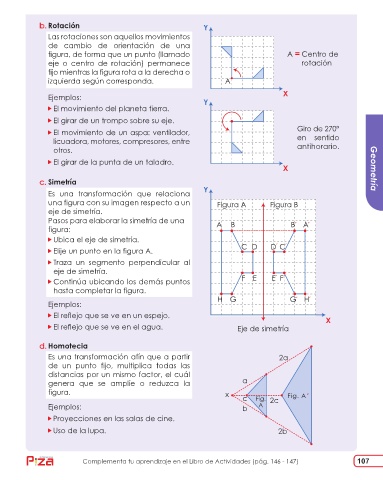 b. Rotación
Las rotaciones son aquellos movimientos
de cambio de orientación de una
figura, de forma que un punto (llamado
eje o centro de rotación) permanece
fijo mientras la figura rota a la derecha o
izquierda según corresponda.
Ejemplos:
El movimiento del planeta tierra.
El girar de un trompo sobre su eje.
El movimiento de un aspa; ventilador,
licuadora, motores, compresores, entre
otros.
El girar de la punta de un taladro.
Y
A
X
A = Centro de
rotación
Y
X
Giro de 270°
en sentido
antihorario.
Geometría
c. Simetría
Es una transformación que relaciona
una figura con su imagen respecto a un
eje de simetría.
Pasos para elaborar la simetría de una
figura:
Ubica el eje de simetría.
Elije un punto en la figura A.
Traza un segmento perpendicular al
eje de simetría.
Continúa ubicando los demás puntos
hasta completar la figura.
Ejemplos:
El reflejo que se ve en un espejo.
El reflejo que se ve en el agua.
Y
Figura A Figura B
A B B' A'
C D D C
F E E F
H G G H
X
Eje de simetría
d. Homotecia
Es una transformación afín que a partir
de un punto fijo, multiplica todas las
distancias por un mismo factor, el cuál
genera que se amplíe o reduzca la
figura.
Ejemplos:
Proyecciones en las salas de cine.
Uso de la lupa.
2a
a
x c Fig. A 2c Fig. A'
b
2b
Piza
Complementa tu aprendizaje en el Libro de Actividades (pág. 146 - 147)
107